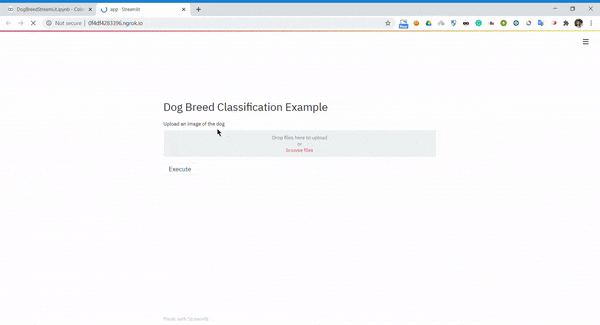 DogBreedStreamLit.ipynb - Cola
app · Streamlit
Not secure | 0f4df4283396.ngrok.io
Dog Breed Classification Example
Upload an image of the dog
Drop files here to upload
or
browse files
Execute
Made with Streamlit